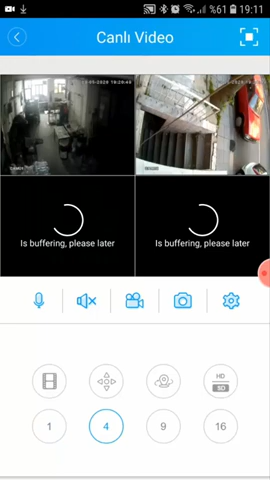 %61 19:11
Canlı Video
Is buffering, please later
Is buffering, please later
HD
SD
1
4
9
16